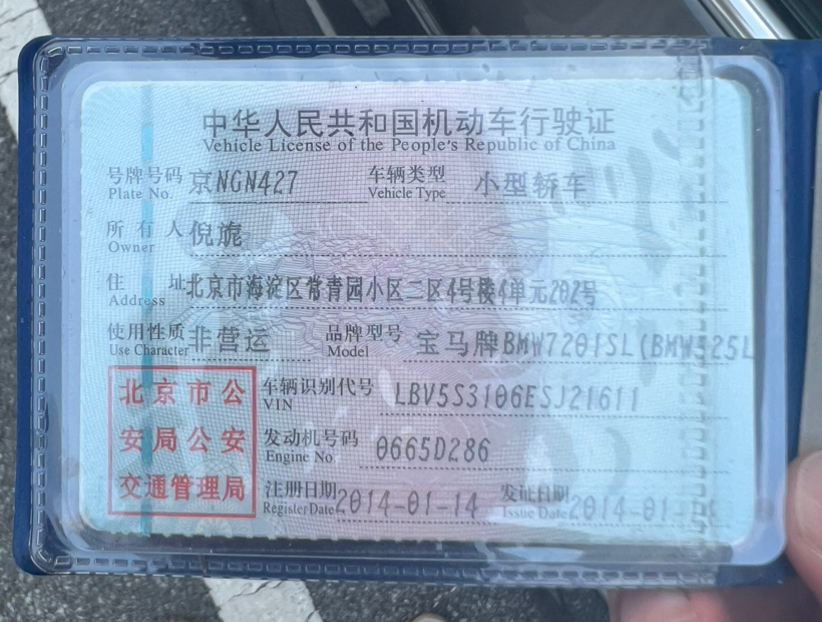 中华人民共和国机动车行驶证
Vehicle License of the People's Republic of China
号牌号码 京NGN427 车辆类型 小型轿车
Plate No. Vehicle Type
所有人 倪旎
Owner
住址 北京市海淀区常青园小区二区4号楼4单元202号
Address
使用性质 非营运 品牌型号 宝马牌BMW7201SL(BMW525L
Use Character Model
北京市公 车辆识别代号 LBV5S3106ESJ21611
VIN
安局公安 发动机号码 0665D286
Engine No.
交通管理局 注册日期 2014-01-14 发证日期 2014-01-
Register Date Issue Date